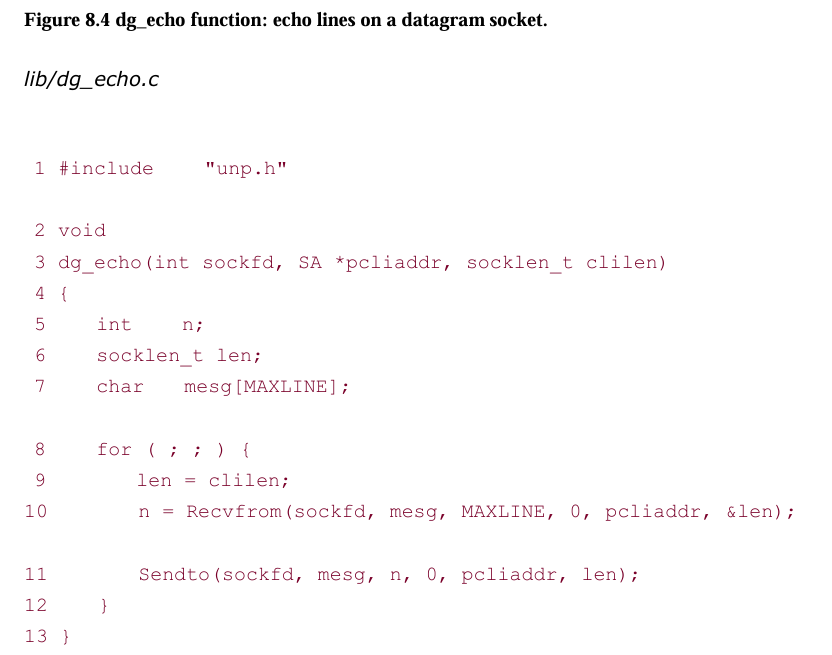 Figure 8.4 dg_echo function: echo lines on a datagram socket.
lib/dg_echo.c
1 #include    "unp.h"
2 void
3 dg_echo(int sockfd, SA *pcliaddr, socklen_t clilen)
4 {
5    int    n;
6    socklen_t len;
7    char    mesg[MAXLINE];
8    for ( ; ; ) {
9        len = clilen;
10        n = Recvfrom(sockfd, mesg, MAXLINE, 0, pcliaddr, &len);
11        Sendto(sockfd, mesg, n, 0, pcliaddr, len);
12    }
13 }